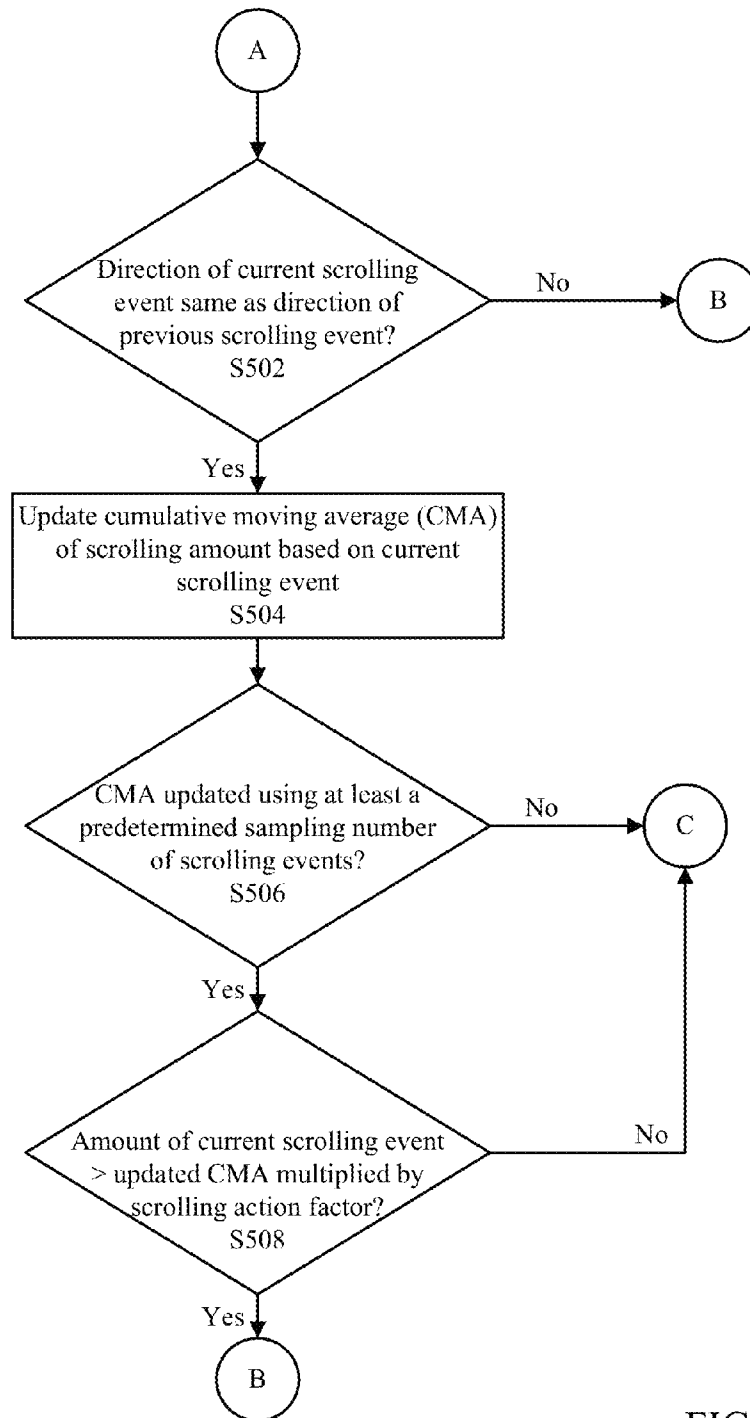 A
Direction of current scrolling
event same as direction of
previous scrolling event?
S502
No
B
Yes
Update cumulative moving average (CMA)
of scrolling amount based on current
scrolling event
S504
CMA updated using at least a
predetermined sampling number
of scrolling events?
S506
No
C
Yes
Amount of current scrolling event
> updated CMA multiplied by
scrolling action factor?
S508
No
Yes
B
FIG